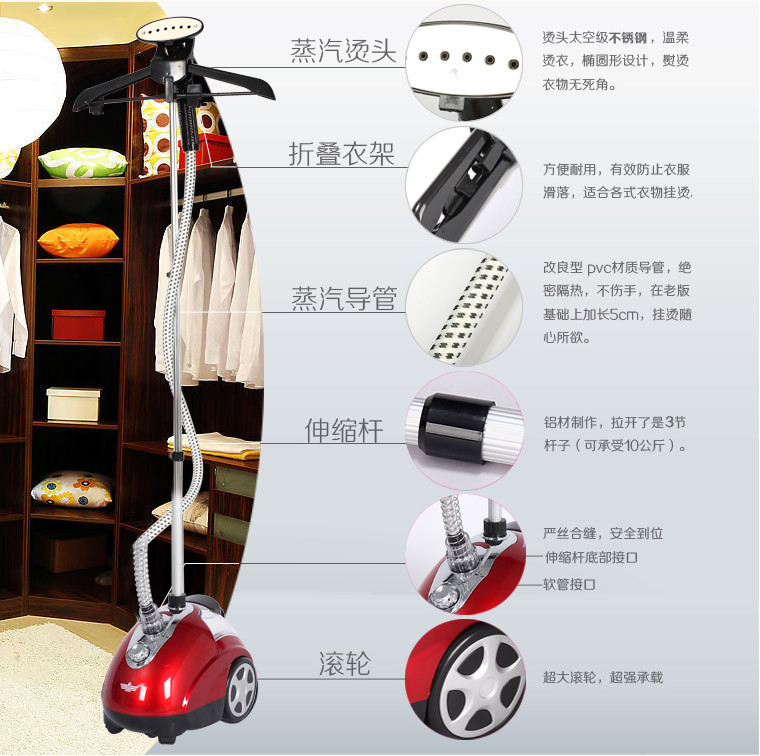 蒸汽烫头
烫头太空级不锈钢，温柔
烫衣，椭圆形设计，熨烫
衣物无死角。
折叠衣架
方便耐用，有效防止衣服
滑落，适合各式衣物挂烫.
蒸汽导管
改良型 pvc材质导管，绝
密隔热，不伤手，在老版
基础上加长5cm，挂烫随
心所欲。
伸缩杆
铝材制作，拉开了是3节
杆子（可承受10公斤）。
严丝合缝，安全到位
伸缩杆底部接口
软管接口
滚轮
超大滚轮，超强承载